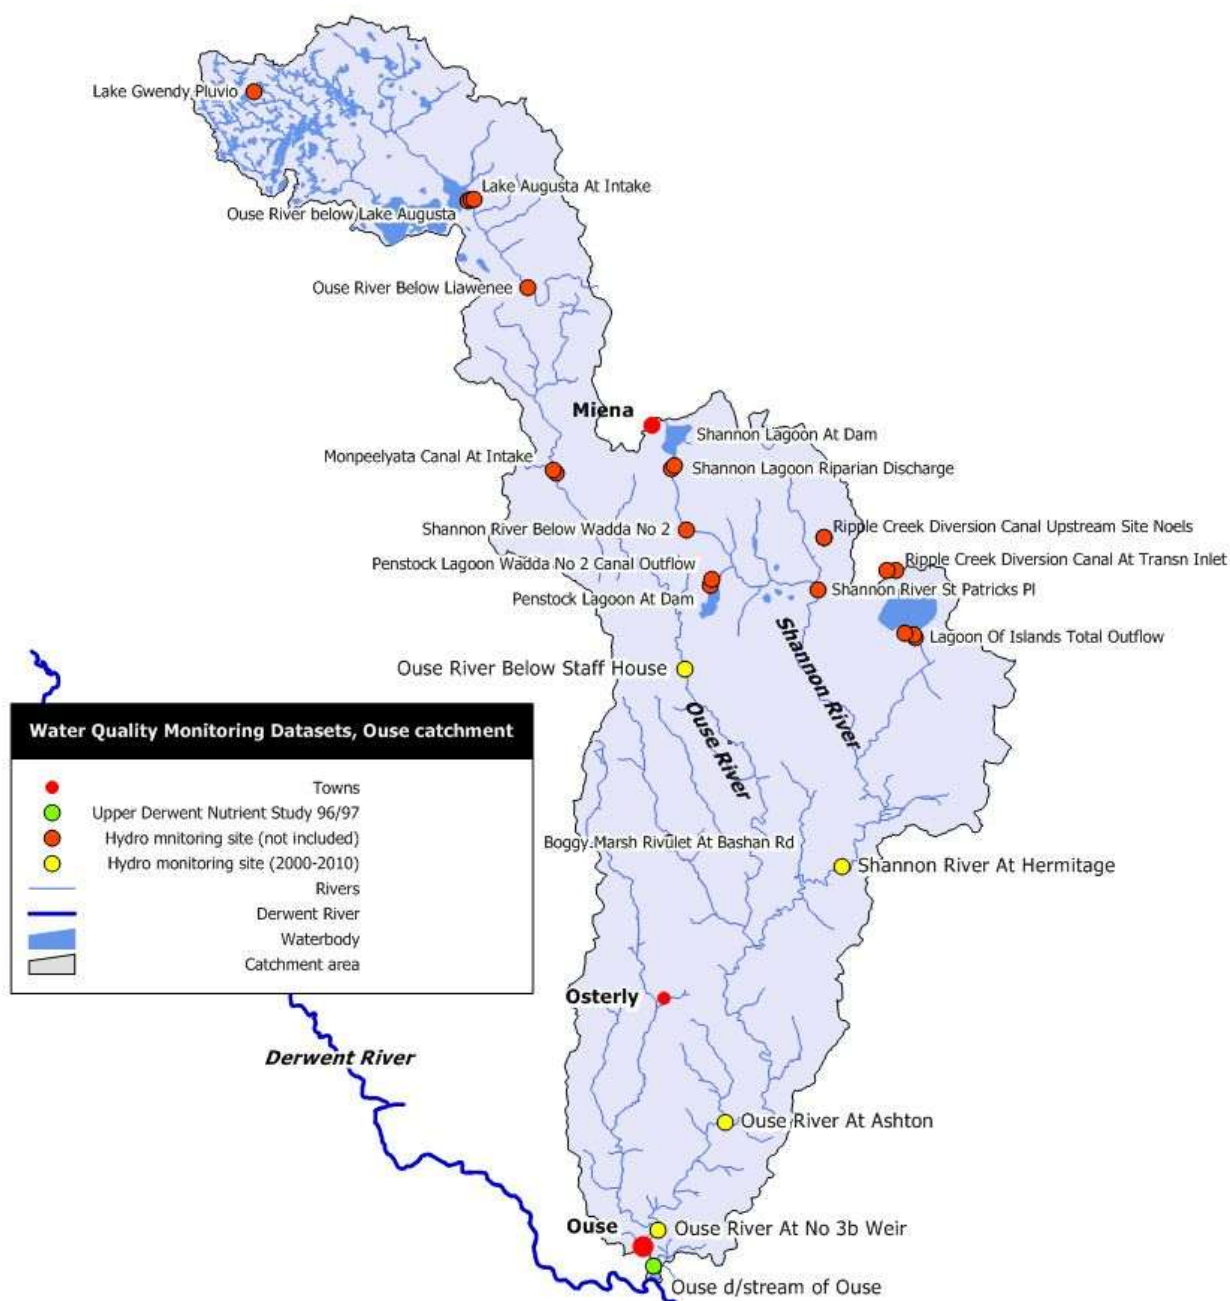 Lake Gwendy Pluvio
Lake Augusta At Intake
Ouse River below Lake Augusta
Ouse River Below Liawenee
Miena
Shannon Lagoon At Dam
Monpeelyata Canal At Intake
Shannon Lagoon Riparian Discharge
Shannon River Below Wadda No 2
Ripple Creek Diversion Canal Upstream Site Noels
Penstock Lagoon Wadda No 2 Canal Outflow
Ripple Creek Diversion Canal At Transn Inlet
Penstock Lagoon At Dam
Shannon River St Patricks Pl
Lagoon Of Islands Total Outflow
Shannon River
Ouse River Below Staff House
Ouse River
Water Quality Monitoring Datasets, Ouse catchment
Towns
Upper Derwent Nutrient Study 96/97
Hydro mnitoring site (not included)
Hydro monitoring site (2000-2010)
Rivers
Derwent River
Waterbody
Catchment area
Boggy Marsh Rivulet At Bashan Rd
Shannon River At Hermitage
Osterly
Derwent River
Ouse River At Ashton
Ouse
Ouse River At No 3b Weir
Ouse d/stream of Ouse